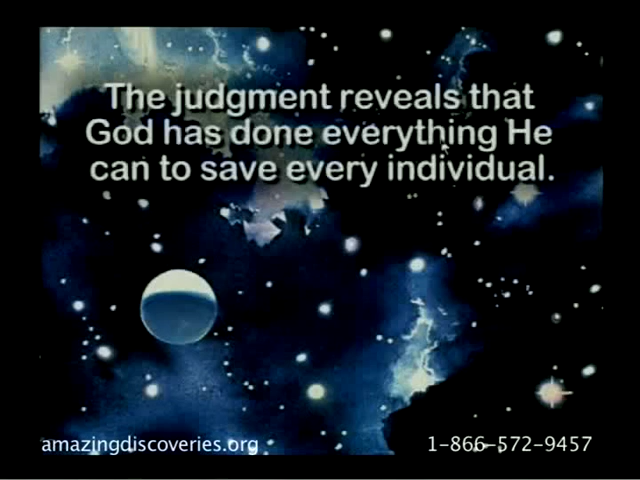 The judgment reveals that
God has done everything He
can to save every individual.
amazingdiscoveries.org
1-866-572-9457